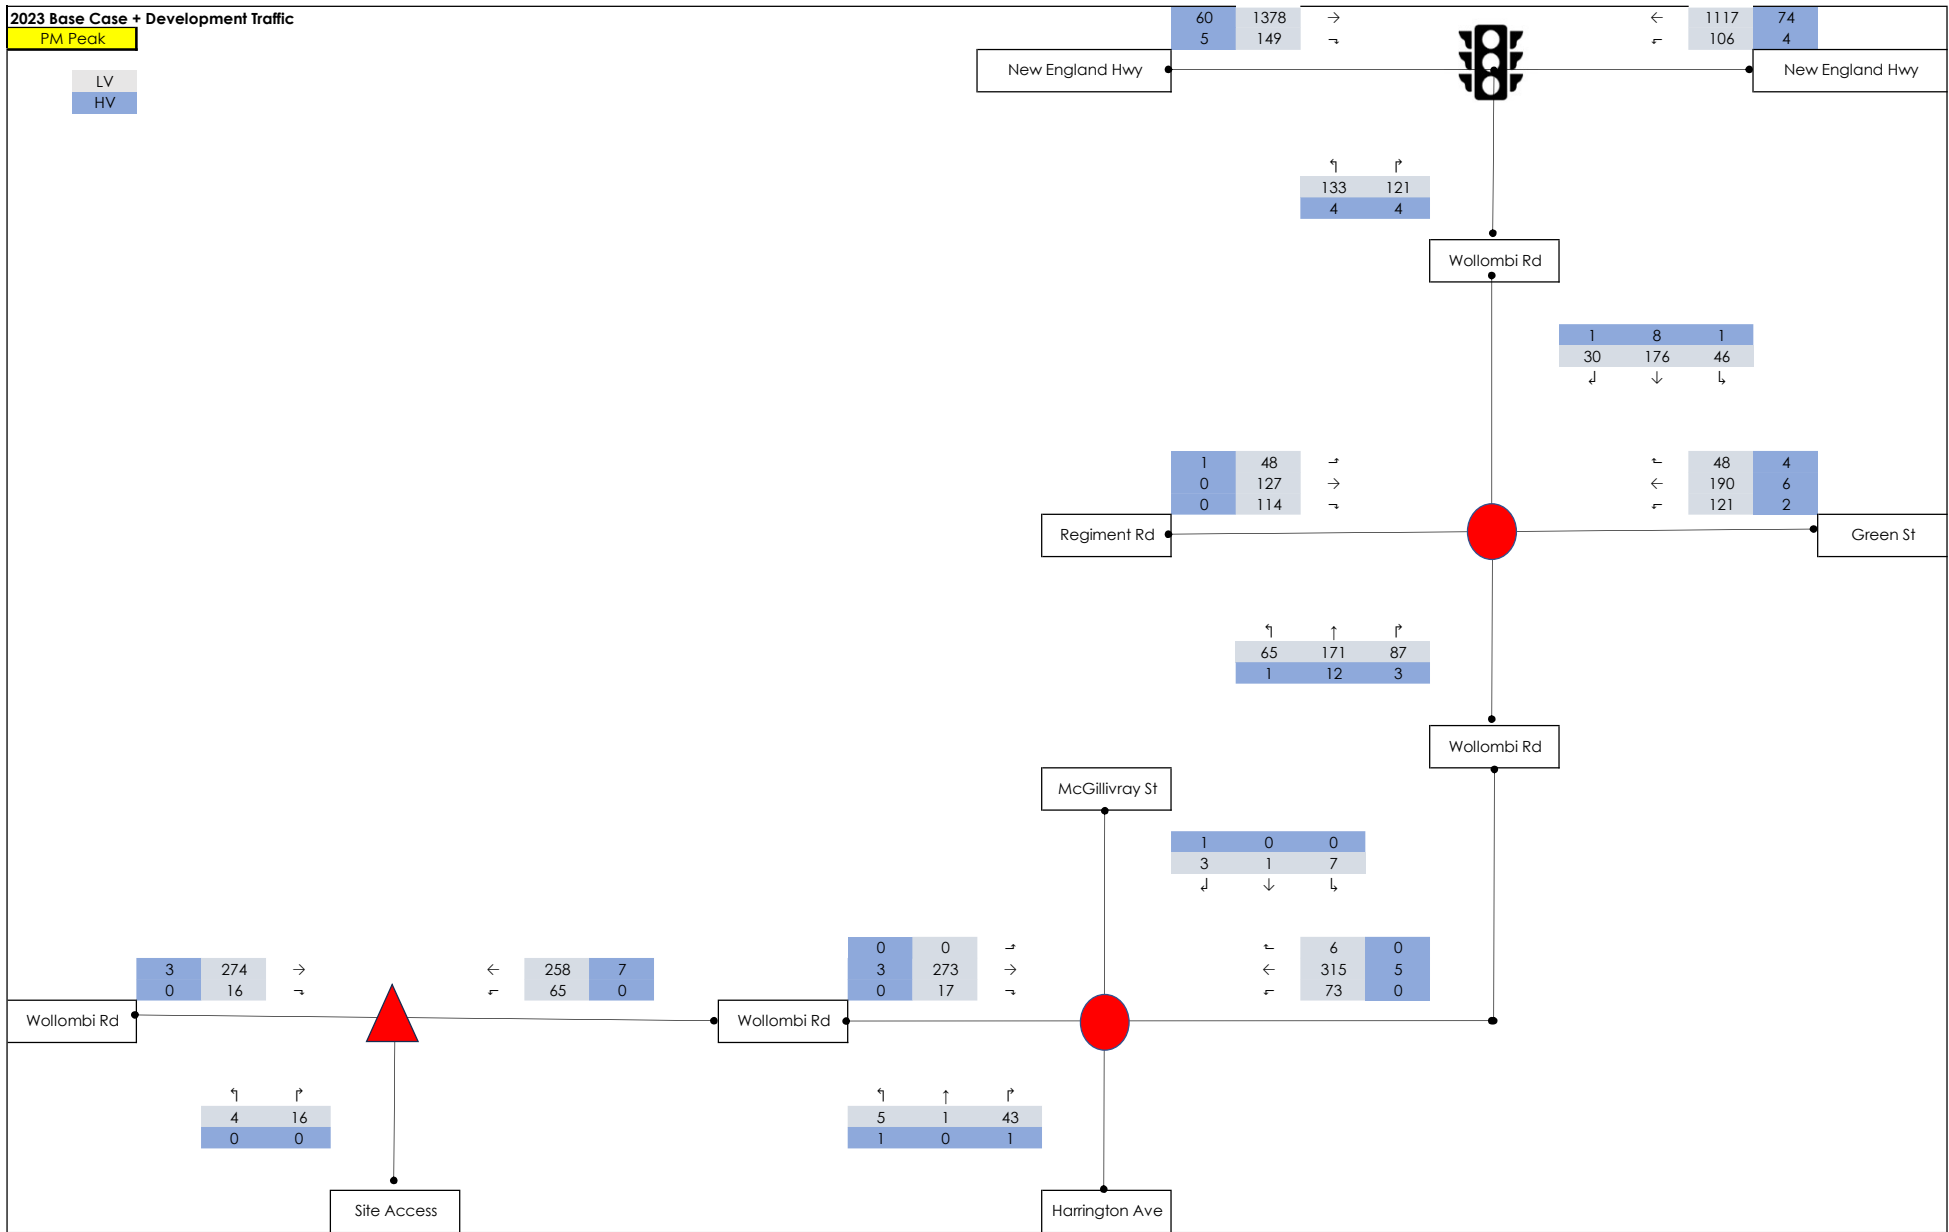 2023 Base Case + Development Traffic
PM Peak
LV
HV
60 1378 → ← 1117 74
5 149 ⬎ ⬐ 106 4
New England Hwy
New England Hwy
↰ ↱
133 121
4 4
Wollombi Rd
1 8 1
30 176 46
↲ ↓ ↳
1 48 ⬏ ⬑ 48 4
0 127 → ← 190 6
0 114 ⬎ ⬐ 121 2
Regiment Rd
Green St
↰ ↑ ↱
65 171 87
1 12 3
Wollombi Rd
McGillivray St
1 0 0
3 1 7
↲ ↓ ↳
0 0 ⬏ ⬑ 6 0
3 274 → ← 258 7
0 16 ⬎ ⬐ 65 0
3 273 → ← 315 5
0 17 ⬎ ⬐ 73 0
Wollombi Rd
Wollombi Rd
↰ ↱
4 16
0 0
↰ ↑ ↱
5 1 43
1 0 1
Site Access
Harrington Ave